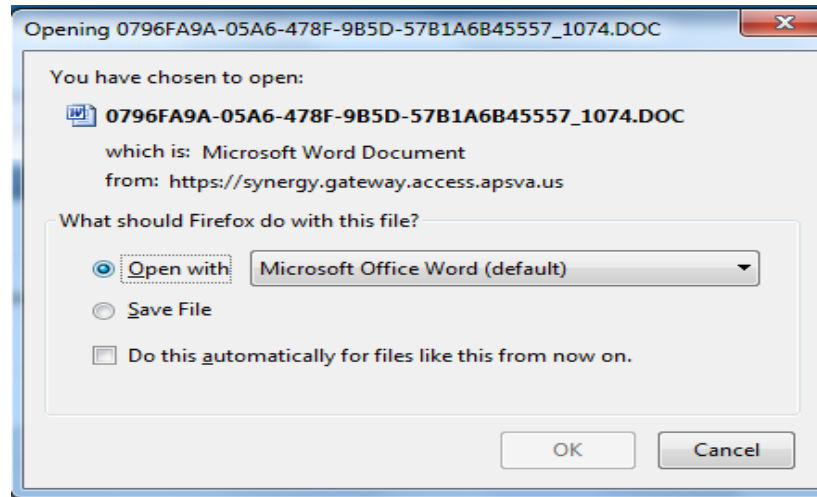 Opening 0796FA9A-05A6-478F-9B5D-57B1A6B45557_1074.DOC
You have chosen to open:
0796FA9A-05A6-478F-9B5D-57B1A6B45557_1074.DOC
which is: Microsoft Word Document
from: https://synergy.gateway.access.apsva.us
What should Firefox do with this file?
Open with Microsoft Office Word (default)
Save File
Do this automatically for files like this from now on.
OK Cancel